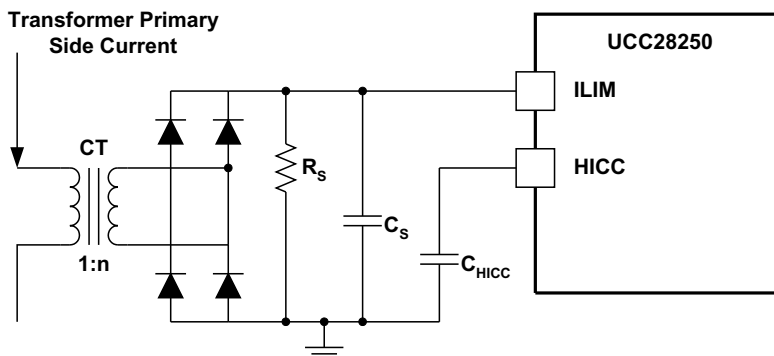 Transformer Primary
Side Current
UCC28250
ILIM
CT
HICC
R_S
C_S
1:n
C_HICC